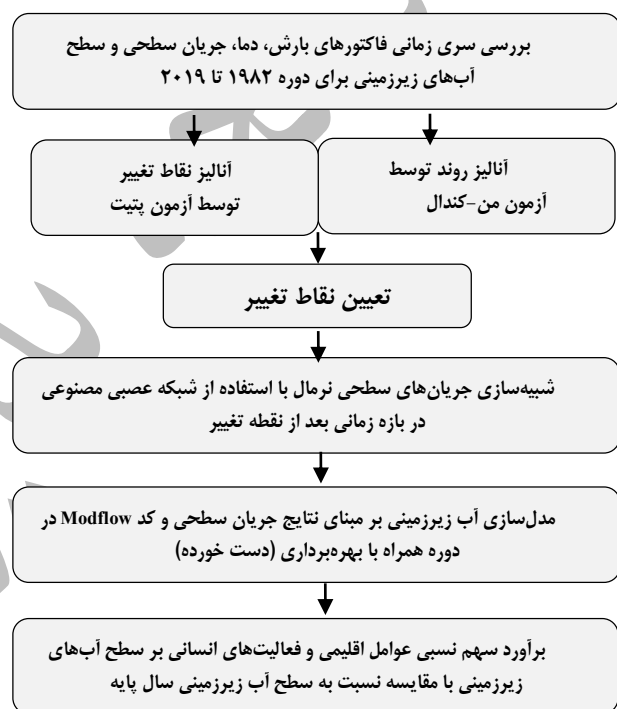 بررسی سری زمانی فاکتورهای بارش، دما، جریان سطحی و سطح
آب‌های زیرزمینی برای دوره ۱۹۸۲ تا ۲۰۱۹
آنالیز روند توسط
آزمون من-کندال
آنالیز نقاط تغییر
توسط آزمون پتیت
تعیین نقاط تغییر
شبیه‌سازی جریان‌های سطحی نرمال با استفاده از شبکه عصبی مصنوعی
در بازه زمانی بعد از نقطه تغییر
مدل‌سازی آب زیرزمینی بر مبنای نتایج جریان سطحی و کد Modflow در
دوره همراه با بهره‌برداری (دست خورده)
برآورد سهم نسبی عوامل اقلیمی و فعالیت‌های انسانی بر سطح آب‌های
زیرزمینی با مقایسه نسبت به سطح آب زیرزمینی سال پایه